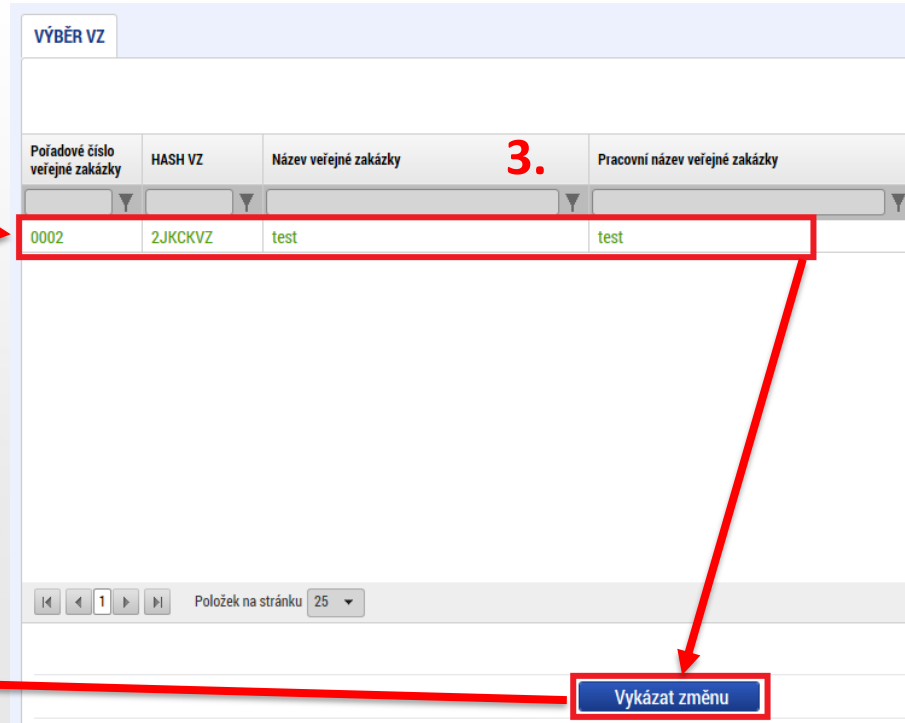 VÝBĚR VZ
3.
Pořadové číslo veřejné zakázky HASH VZ Název veřejné zakázky Pracovní název veřejné zakázky
0002 2JKCKVZ test test
1 Položek na stránku 25
Vykázat změnu